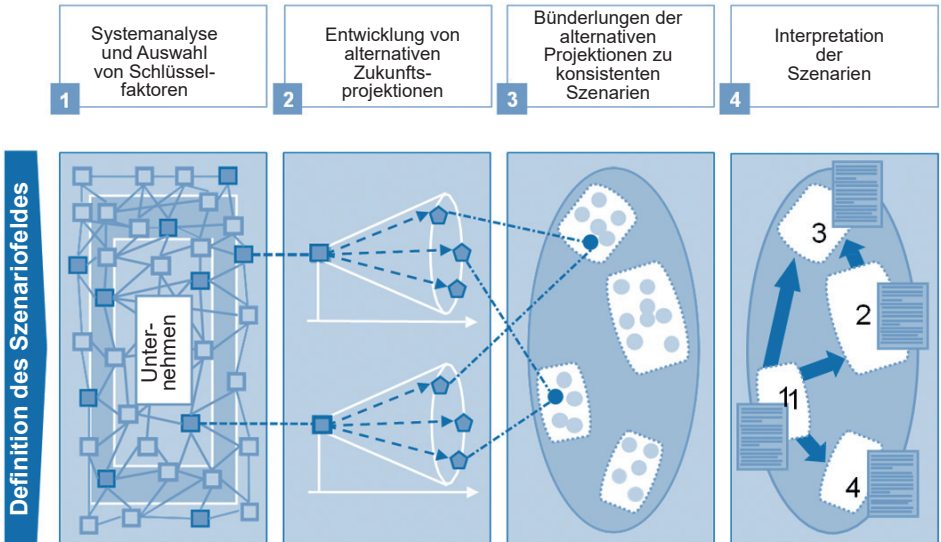 Systemanalyse
und Auswahl
von Schlüssel-
faktoren
1
Entwicklung von
alternativen
Zukunfts-
projektionen
2
Bünderlungen der
alternativen
Projektionen zu
konsistenten
Szenarien
3
Interpretation
der
Szenarien
4
Definition des Szenariofeldes
Unter-
nehmen
3
2
11
4